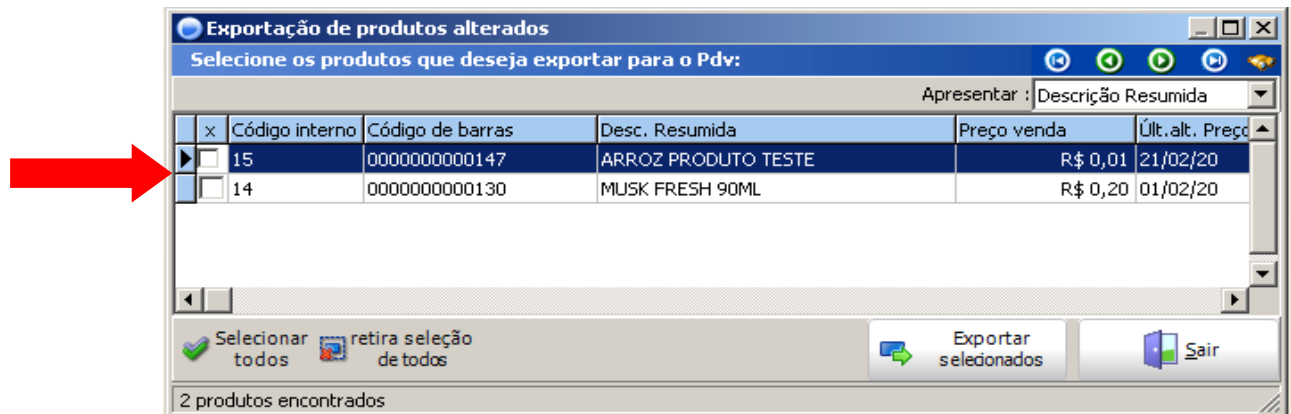 Exportação de produtos alterados
Selecione os produtos que deseja exportar para o Pdv:
Apresentar : Descrição Resumida
x Código interno Código de barras Desc. Resumida Preço venda Últ.alt. Preço
15 0000000000147 ARROZ PRODUTO TESTE R$ 0,01 21/02/20
14 0000000000130 MUSK FRESH 90ML R$ 0,20 01/02/20
Selecionar todos retira seleção de todos Exportar selecionados Sair
2 produtos encontrados